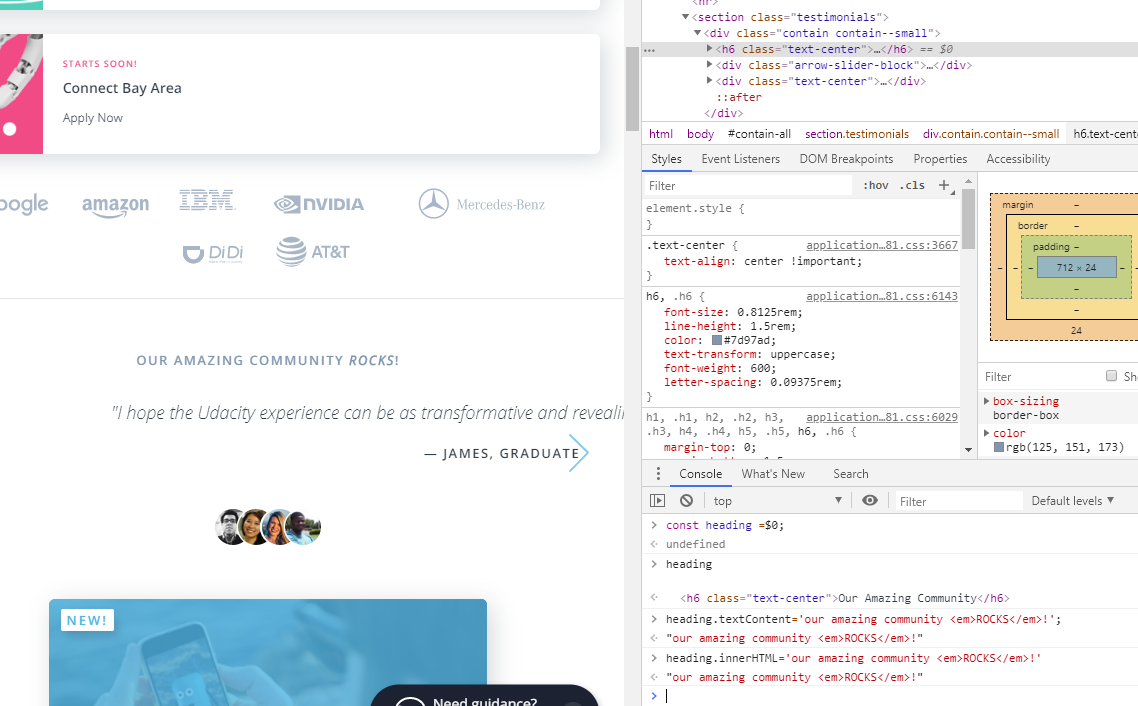 STARTS SOON!
Connect Bay Area
Apply Now
oogle amazon IBM. NVIDIA Mercedes-Benz
DiDi AT&T
OUR AMAZING COMMUNITY ROCKS!
"I hope the Udacity experience can be as transformative and reveali
— JAMES, GRADUATE
NEW!
Need guidance?
<hr>
▼<section class="testimonials">
▼<div class="contain contain--small">
... ▶<h6 class="text-center">…</h6> == $0
▶<div class="arrow-slider-block">…</div>
▶<div class="text-center">…</div>
::after
</div>
html body #contain-all section.testimonials div.contain.contain--small h6.text-cente
Styles Event Listeners DOM Breakpoints Properties Accessibility
Filter :hov .cls +
element.style {
}
.text-center { application…81.css:3667
text-align: center !important;
}
h6, .h6 { application…81.css:6143
font-size: 0.8125rem;
line-height: 1.5rem;
color: #7d97ad;
text-transform: uppercase;
font-weight: 600;
letter-spacing: 0.09375rem;
}
h1, .h1, h2, .h2, h3, application…81.css:6029
.h3, h4, .h4, h5, .h5, h6, .h6 {
margin-top: 0;
margin –
border –
padding –
– – – 712 × 24 – –
–
–
24
Filter Sho
▶ box-sizing
border-box
▶ color
rgb(125, 151, 173)
Console What's New Search
top ▼ Filter Default levels ▼
> const heading =$0;
<· undefined
> heading
<· <h6 class="text-center">Our Amazing Community</h6>
> heading.textContent='our amazing community <em>ROCKS</em>!';
<· "our amazing community <em>ROCKS</em>!"
> heading.innerHTML='our amazing community <em>ROCKS</em>!'
<· "our amazing community <em>ROCKS</em>!"
>